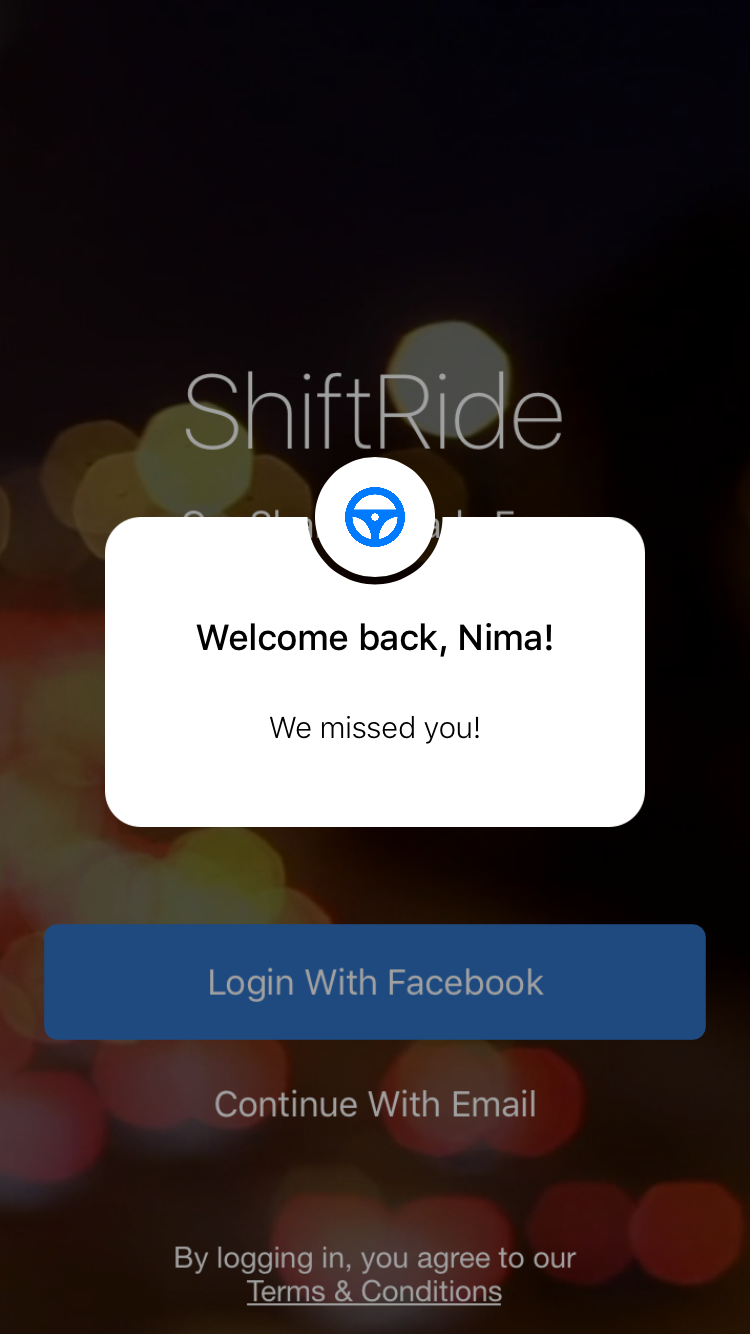 ShiftRide
Welcome back, Nima!
We missed you!
Login With Facebook
Continue With Email
By logging in, you agree to our
Terms & Conditions